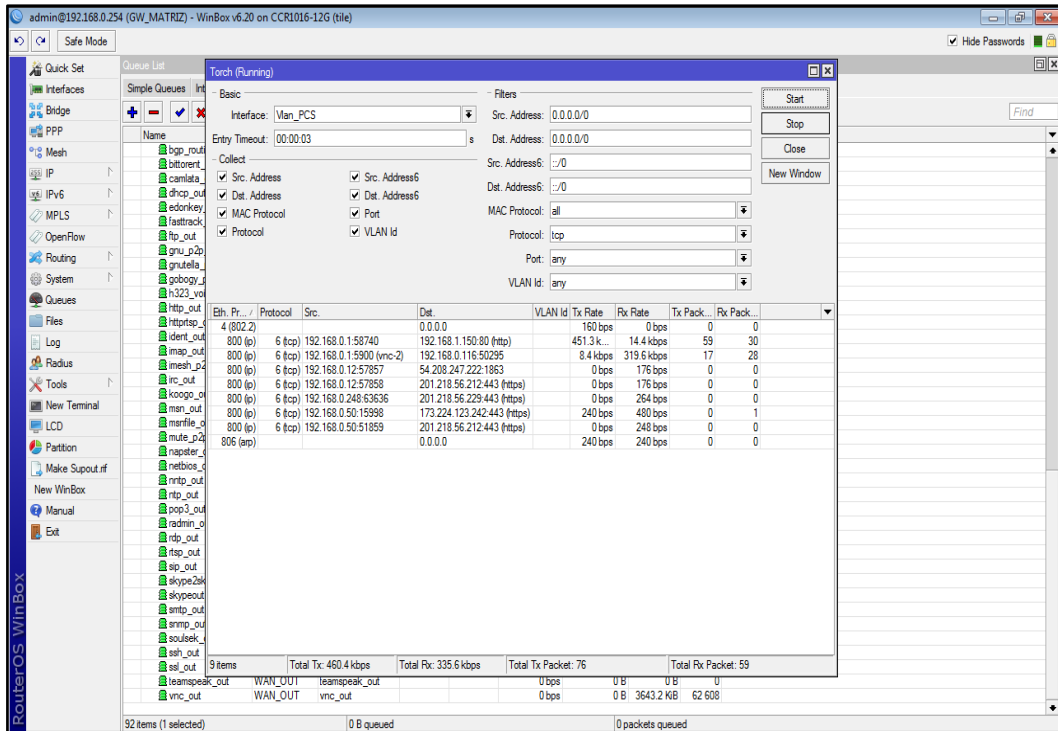 admin@192.168.0.254 (GW_MATRIZ) - WinBox v6.20 on CCR1016-12G (tile)
Safe Mode
Hide Passwords
Quick Set
Interfaces
Bridge
PPP
Mesh
IP
IPv6
MPLS
OpenFlow
Routing
System
Queues
Files
Log
Radius
Tools
New Terminal
LCD
Partition
Make Supout.rif
New WinBox
Manual
Exit
RouterOS WinBox
Queue List
Simple Queues Int
Find
Name
bgp_routi
bittorent_
camlata_
dhcp_out
edonkey_
fasttrack_
ftp_out
gnu_p2p_
gnutella_
gobogy_p
h323_voi
http_out
httprtsp_o
ident_out
imap_out
imesh_p2
irc_out
koogo_ou
msn_out
msnfile_o
mute_p2p
napster_o
netbios_o
nntp_out
ntp_out
pop3_out
radmin_o
rdp_out
rtsp_out
sip_out
skype2sk
skypeout
smtp_out
snmp_ou
soulsek_
ssh_out
ssl_out
teamspeak_out WAN_OUT teamspeak_out 0 bps 0 B 0 B 0
vnc_out WAN_OUT vnc_out 0 bps 0 B 3643.2 KiB 62 608
92 items (1 selected) 0 B queued 0 packets queued
Torch (Running)
Basic
Interface: Vlan_PCS
Entry Timeout: 00:00:03 s
Collect
Src. Address Src. Address6
Dst. Address Dst. Address6
MAC Protocol Port
Protocol VLAN Id
Filters
Src. Address: 0.0.0.0/0
Dst. Address: 0.0.0.0/0
Src. Address6: ::/0
Dst. Address6: ::/0
MAC Protocol: all
Protocol: tcp
Port: any
VLAN Id: any
Start
Stop
Close
New Window
Eth. Pr... Protocol Src. Dst. VLAN Id Tx Rate Rx Rate Tx Pack... Rx Pack...
4 (802.2) 0.0.0.0 160 bps 0 bps 0 0
800 (ip) 6 (tcp) 192.168.0.1:58740 192.168.1.150:80 (http) 451.3 k... 14.4 kbps 59 30
800 (ip) 6 (tcp) 192.168.0.1:5900 (vnc-2) 192.168.0.116:50295 8.4 kbps 319.6 kbps 17 28
800 (ip) 6 (tcp) 192.168.0.12:57857 54.208.247.222:1863 0 bps 176 bps 0 0
800 (ip) 6 (tcp) 192.168.0.12:57858 201.218.56.212:443 (https) 0 bps 176 bps 0 0
800 (ip) 6 (tcp) 192.168.0.248:63636 201.218.56.229:443 (https) 0 bps 264 bps 0 0
800 (ip) 6 (tcp) 192.168.0.50:15998 173.224.123.242:443 (https) 240 bps 480 bps 0 1
800 (ip) 6 (tcp) 192.168.0.50:51859 201.218.56.212:443 (https) 0 bps 248 bps 0 0
806 (arp) 0.0.0.0 240 bps 240 bps 0 0
9 items Total Tx: 460.4 kbps Total Rx: 335.6 kbps Total Tx Packet: 76 Total Rx Packet: 59